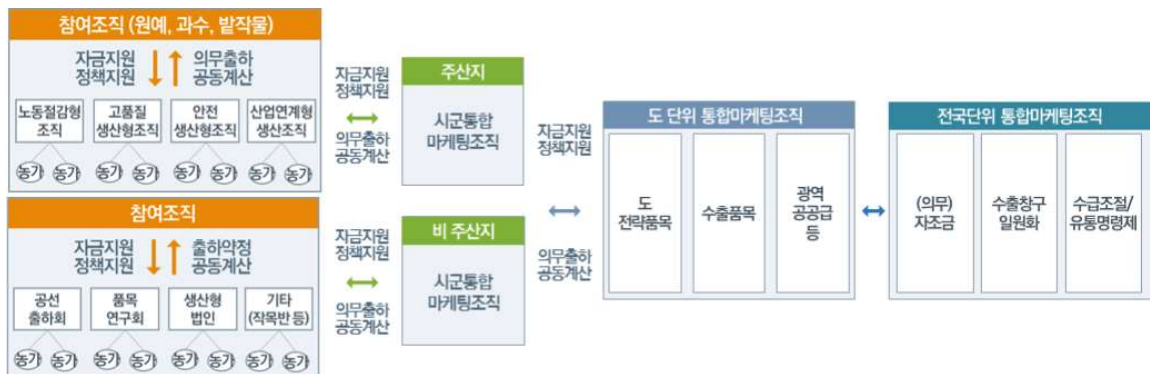 참여조직 (원예, 과수, 밭작물)
자금지원
정책지원
의무출하
공동계산
노동절감형
조직
고품질
생산형조직
안전
생산형조직
산업연계형
생산조직
농가 농가 농가 농가 농가 농가 농가 농가
참여조직
자금지원
정책지원
출하약정
공동계산
공선
출하회
품목
연구회
생산형
법인
기타
(작목반 등)
농가 농가 농가 농가 농가 농가 농가 농가
자금지원
정책지원
의무출하
공동계산
주산지
시군통합
마케팅조직
자금지원
정책지원
의무출하
공동계산
비 주산지
시군통합
마케팅조직
자금지원
정책지원
의무출하
공동계산
도 단위 통합마케팅조직
도
전략품목
수출품목
광역
공공급식
등
전국단위 통합마케팅조직
(의무)
자조금
수출창구
일원화
수급조절/
유통명령제